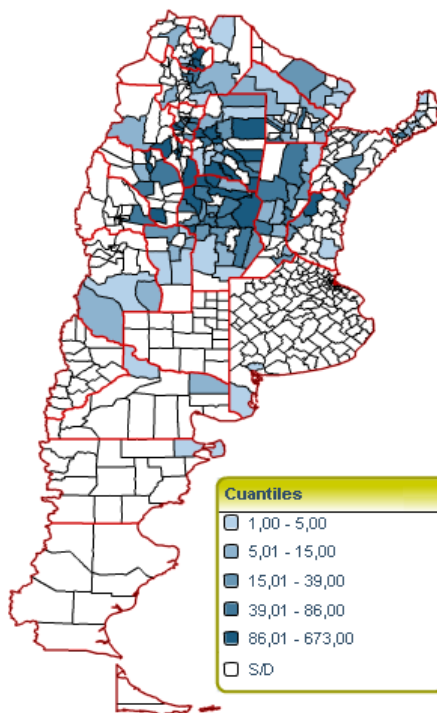 Cuantiles
1,00 - 5,00
5,01 - 15,00
15,01 - 39,00
39,01 - 86,00
86,01 - 673,00
S/D